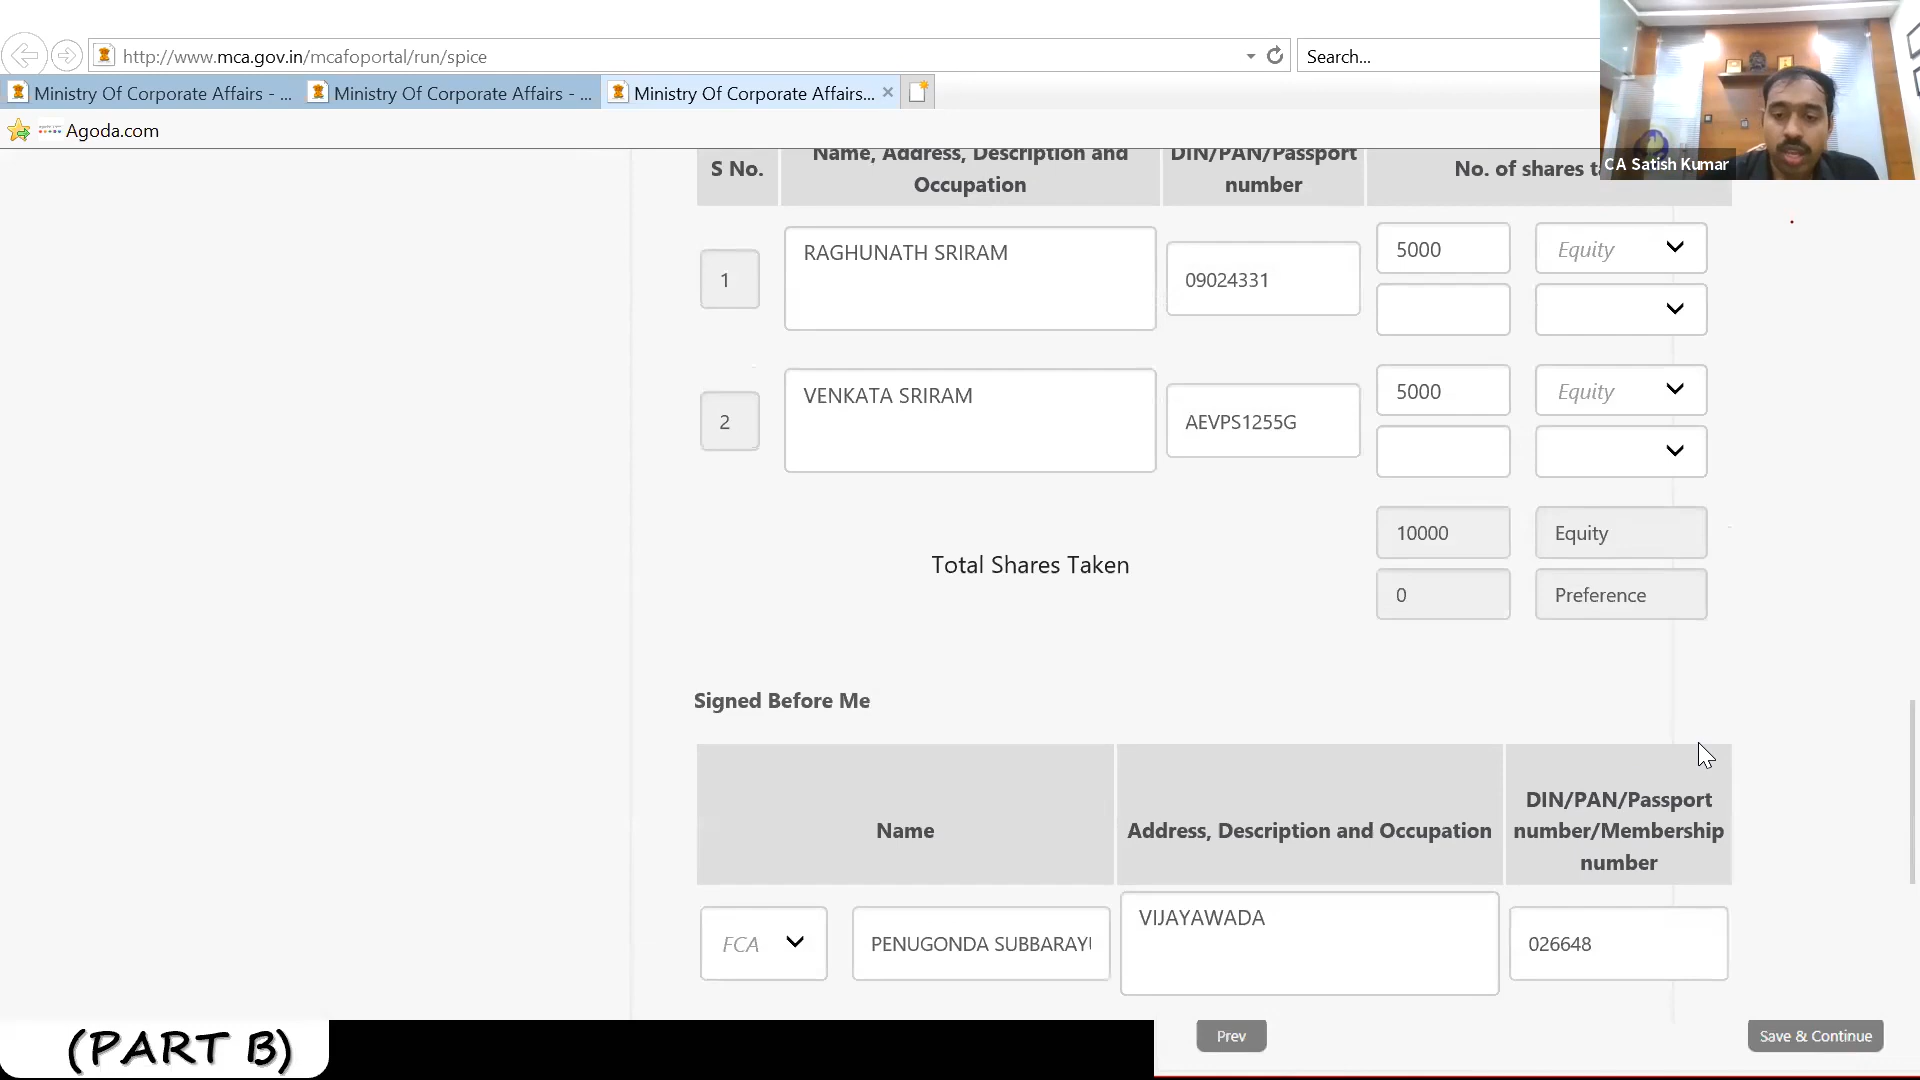 http://www.mca.gov.in/mcafoportal/run/spice
Search...
CA Satish Kumar
Ministry Of Corporate Affairs - ...
Ministry Of Corporate Affairs - ...
Ministry Of Corporate Affairs...
Agoda.com
S No.
Name, Address, Description and
Occupation
DIN/PAN/Passport
number
No. of shares
1
RAGHUNATH SRIRAM
09024331
5000
Equity
2
VENKATA SRIRAM
AEVPS1255G
5000
Equity
Total Shares Taken
10000
Equity
0
Preference
Signed Before Me
Name
Address, Description and Occupation
DIN/PAN/Passport
number/Membership
number
FCA
PENUGONDA SUBBARAY
VIJAYAWADA
026648
(PART B)
Prev
Save & Continue